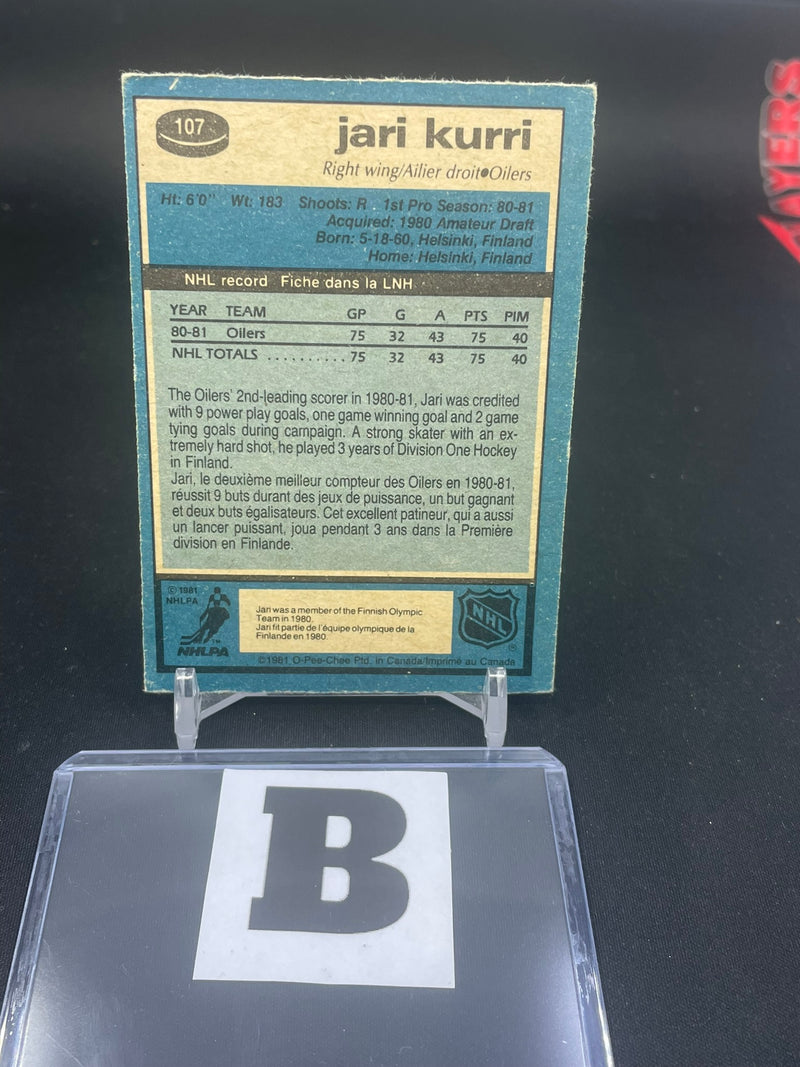 107
jari kurri
Right wing/Ailier droit●Oilers
Ht: 6'0" Wt: 183 Shoots: R . 1st Pro Season: 80-81
Acquired: 1980 Amateur Draft
Born: 5-18-60, Helsinki, Finland
Home: Helsinki, Finland
NHL record Fiche dans la LNH
YEAR TEAM GP G A PTS PIM
80-81 Oilers 75 32 43 75 40
NHL TOTALS .......... 75 32 43 75 40
The Oilers' 2nd-leading scorer in 1980-81, Jari was credited
with 9 power play goals, one game winning goal and 2 game
tying goals during campaign. A strong skater with an ex-
tremely hard shot, he played 3 years of Division One Hockey
in Finland.
Jari, le deuxième meilleur compteur des Oilers en 1980-81,
réussit 9 buts durant des jeux de puissance, un but gagnant
et deux buts égalisateurs. Cet excellent patineur, qui a aussi
un lancer puissant, joua pendant 3 ans dans la Première
division en Finlande.
© 1981
NHLPA
TM
NHLPA
Jari was a member of the Finnish Olympic
Team in 1980.
Jari fit partie de l'équipe olympique de la
Finlande en 1980.
NHL
®
©1981 O-Pee-Chee Ptd. in Canada/Imprimé au Canada
AYERS
B